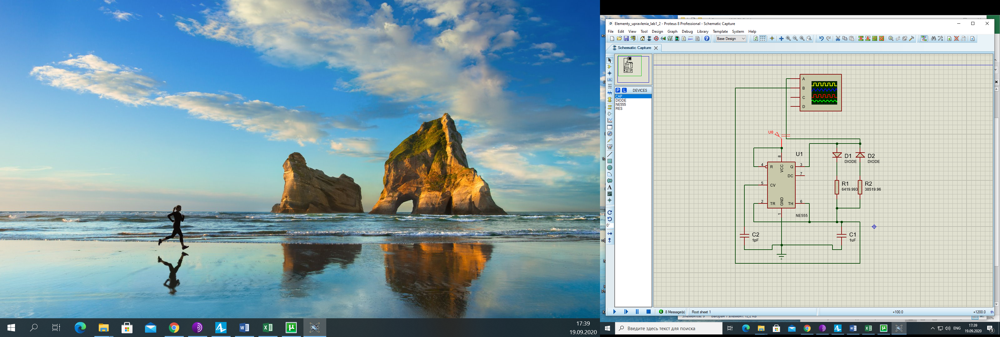 17:39
19.09.2020
Elementy_upravlenia_lab1_2 - Proteus 8 Professional - Schematic Capture
File Edit View Tool Design Graph Debug Library Template System Help
Base Design
Schematic Capture
P L DEVICES
CAP
DIODE
NE555
RES
LBL
A
S
0°
A
B
C
D
U0
U1
8
VCC
4 R
Q 3
DC 7
5 CV
2 TR
GND
TH 6
1
NE555
D1
DIODE
D2
DIODE
R1
6419.993
R2
38519.96
C2
1pF
C1
1uF
8 Message(s) Root sheet 1 +100.0 +1200.0 th
Элементов: 9 Выбран 1 элемент: 12,2 КБ
Введите здесь текст для поиска
ENG
17:39
19.09.2020
3